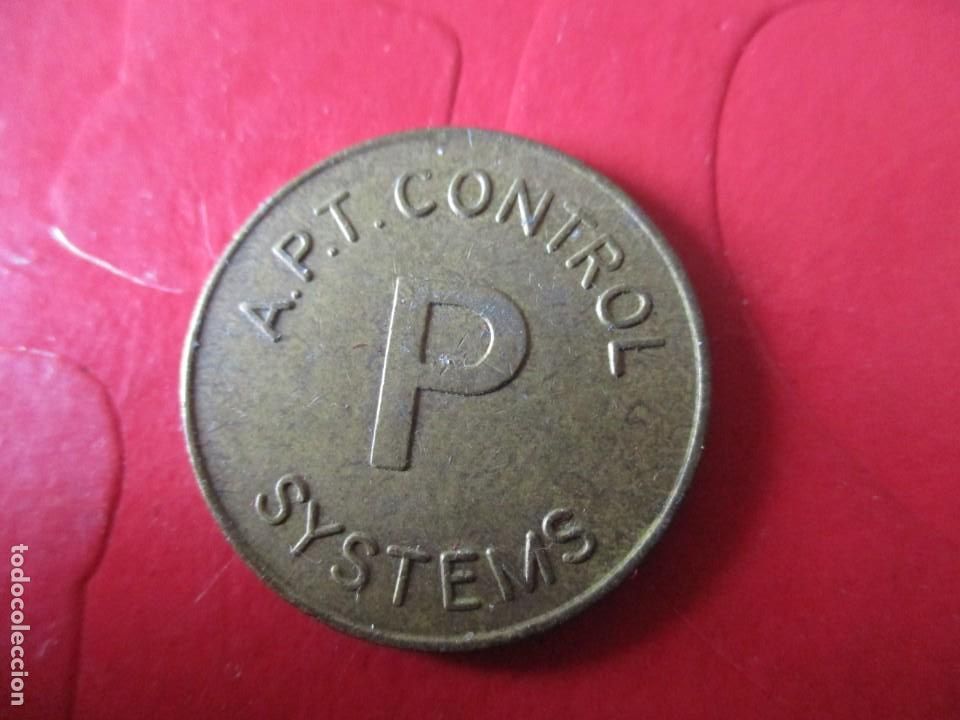 A.P.T. CONTROL
P
SYSTEMS
todocoleccion